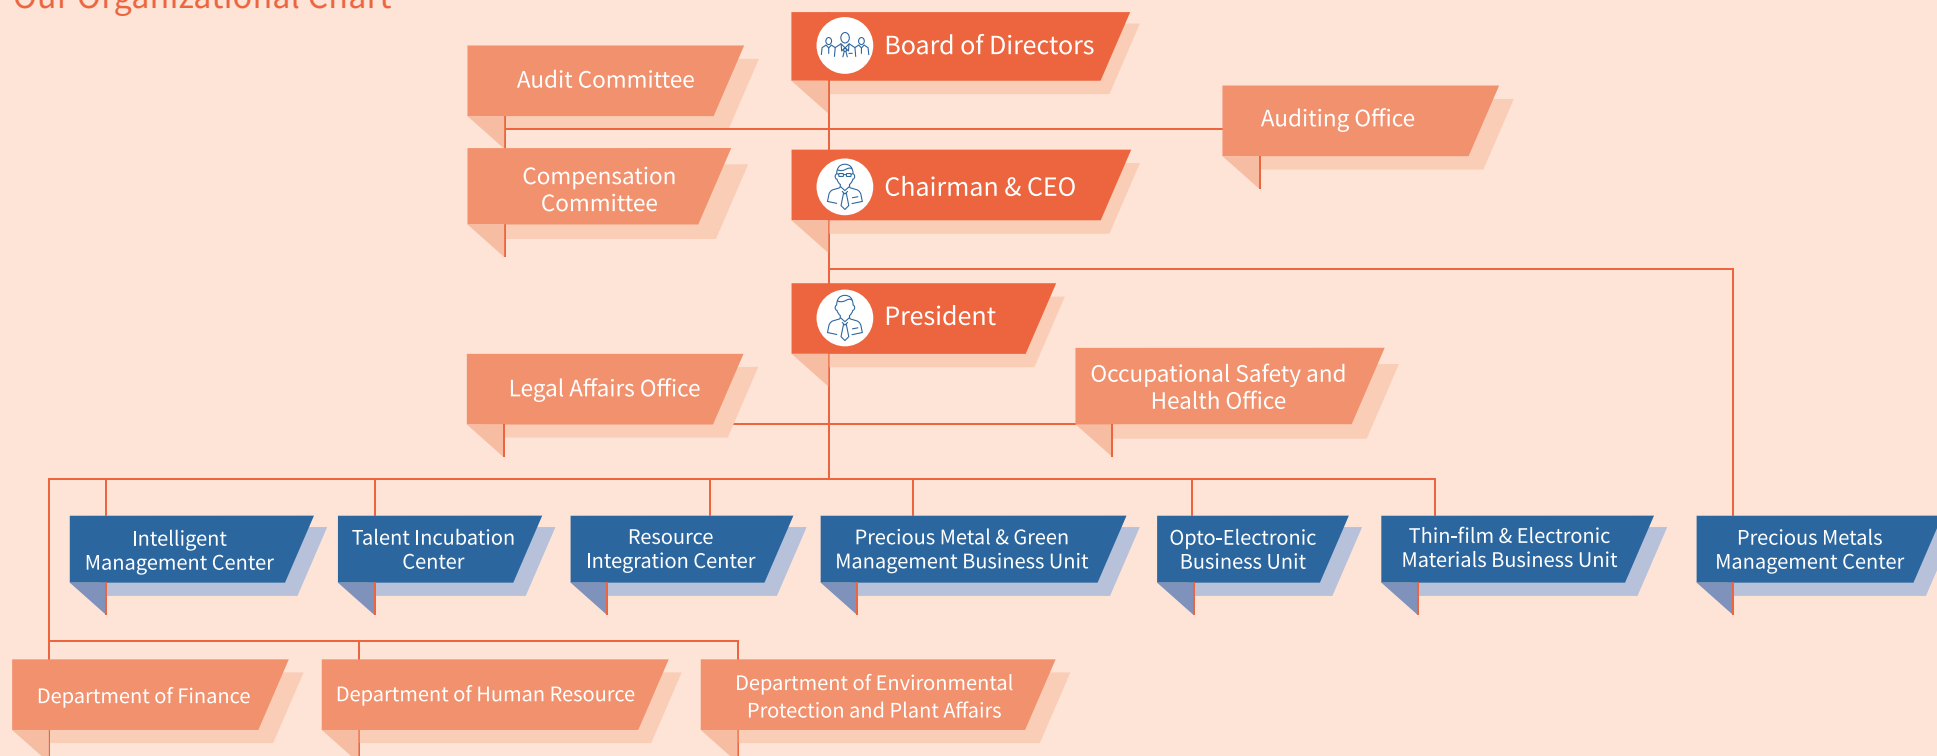 Our Organizational Chart
Board of Directors
Audit Committee
Auditing Office
Compensation
Committee
Chairman & CEO
President
Legal Affairs Office
Occupational Safety and
Health Office
Intelligent
Management Center
Talent Incubation
Center
Resource
Integration Center
Precious Metal & Green
Management Business Unit
Opto-Electronic
Business Unit
Thin-film & Electronic
Materials Business Unit
Precious Metals
Management Center
Department of Finance
Department of Human Resource
Department of Environmental
Protection and Plant Affairs